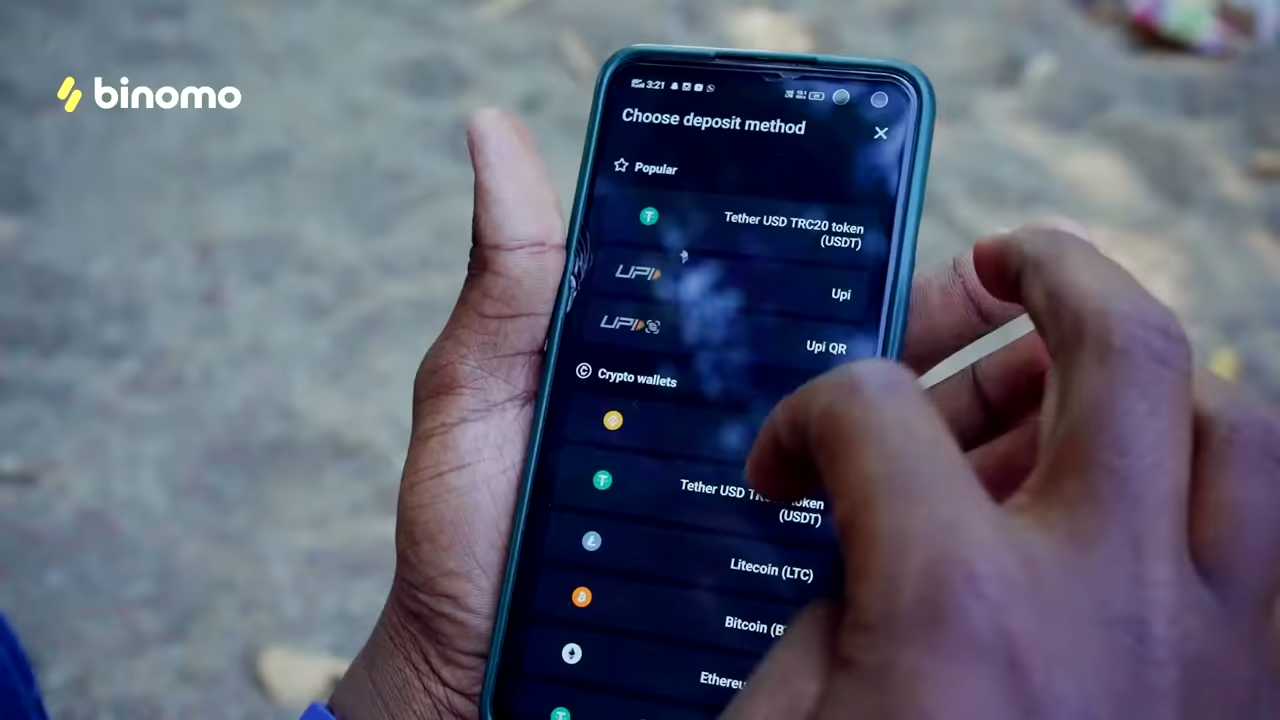 binomo
3:21
Choose deposit method
Popular
Tether USD TRC20 token
(USDT)
UPI
Upi
UPI
Upi QR
Crypto wallets
Tether USD
token
(USDT)
Litecoin (LTC)
Bitcoin